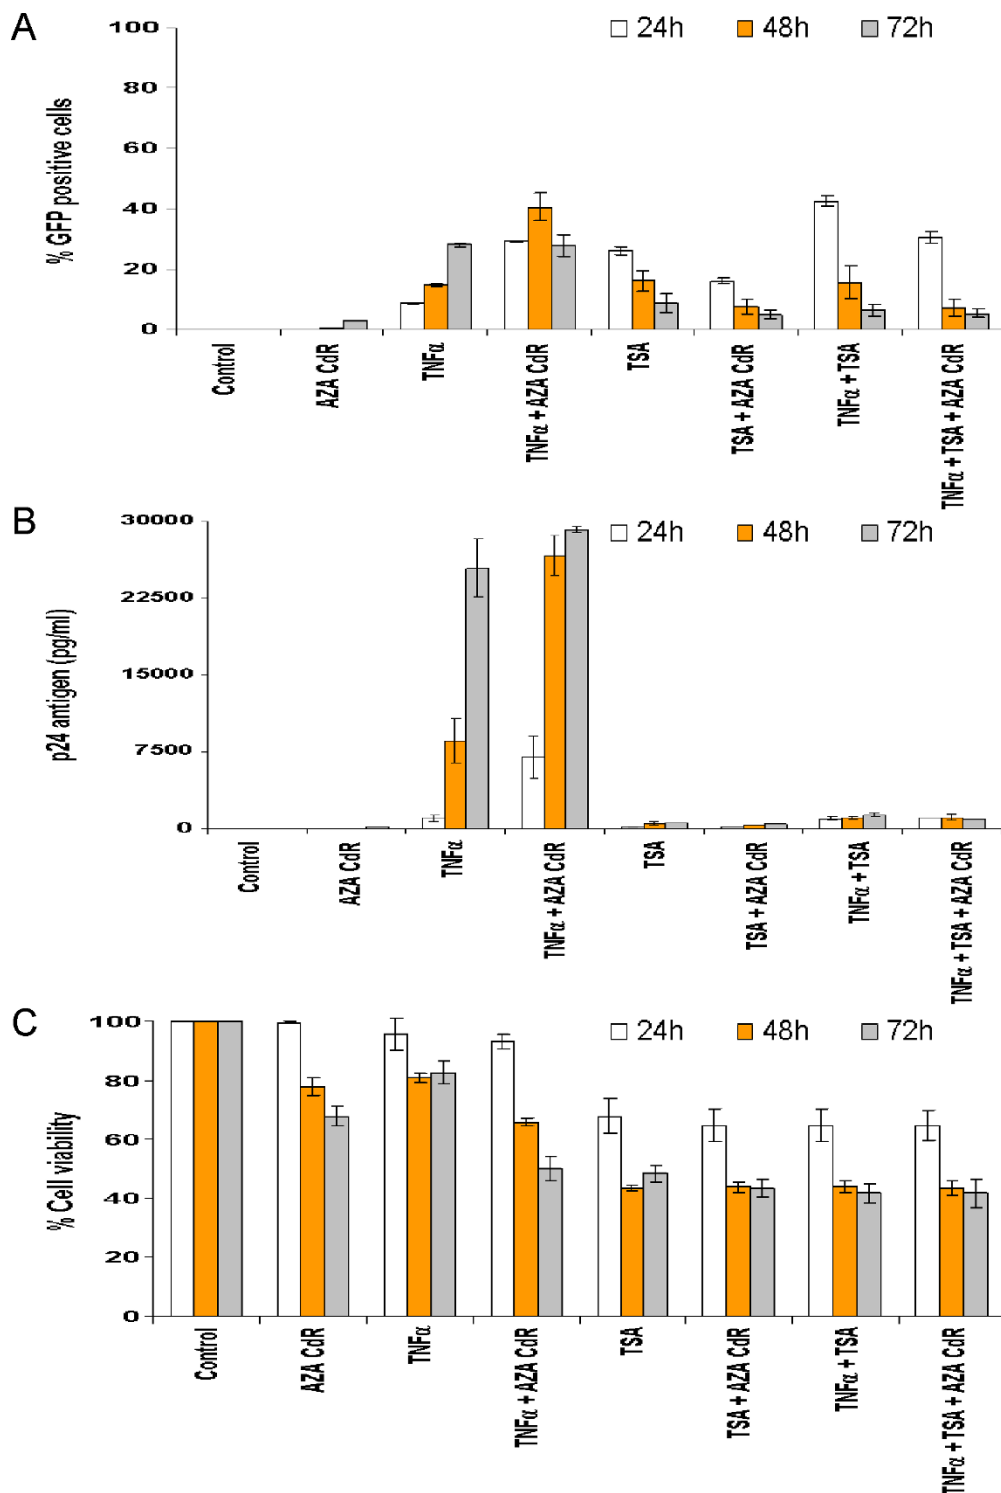 A
24h 48h 72h
% GFP positive cells
100
80
60
40
20
0
Control
AZA CdR
TNFα
TNFα + AZA CdR
TSA
TSA + AZA CdR
TNFα + TSA
TNFα + TSA + AZA CdR
B
24h 48h 72h
p24 antigen (pg/ml)
30000
22500
15000
7500
0
Control
AZA CdR
TNFα
TNFα + AZA CdR
TSA
TSA + AZA CdR
TNFα + TSA
TNFα + TSA + AZA CdR
C
24h 48h 72h
% Cell viability
100
80
60
40
20
0
Control
AZA CdR
TNFα
TNFα + AZA CdR
TSA
TSA + AZA CdR
TNFα + TSA
TNFα + TSA + AZA CdR